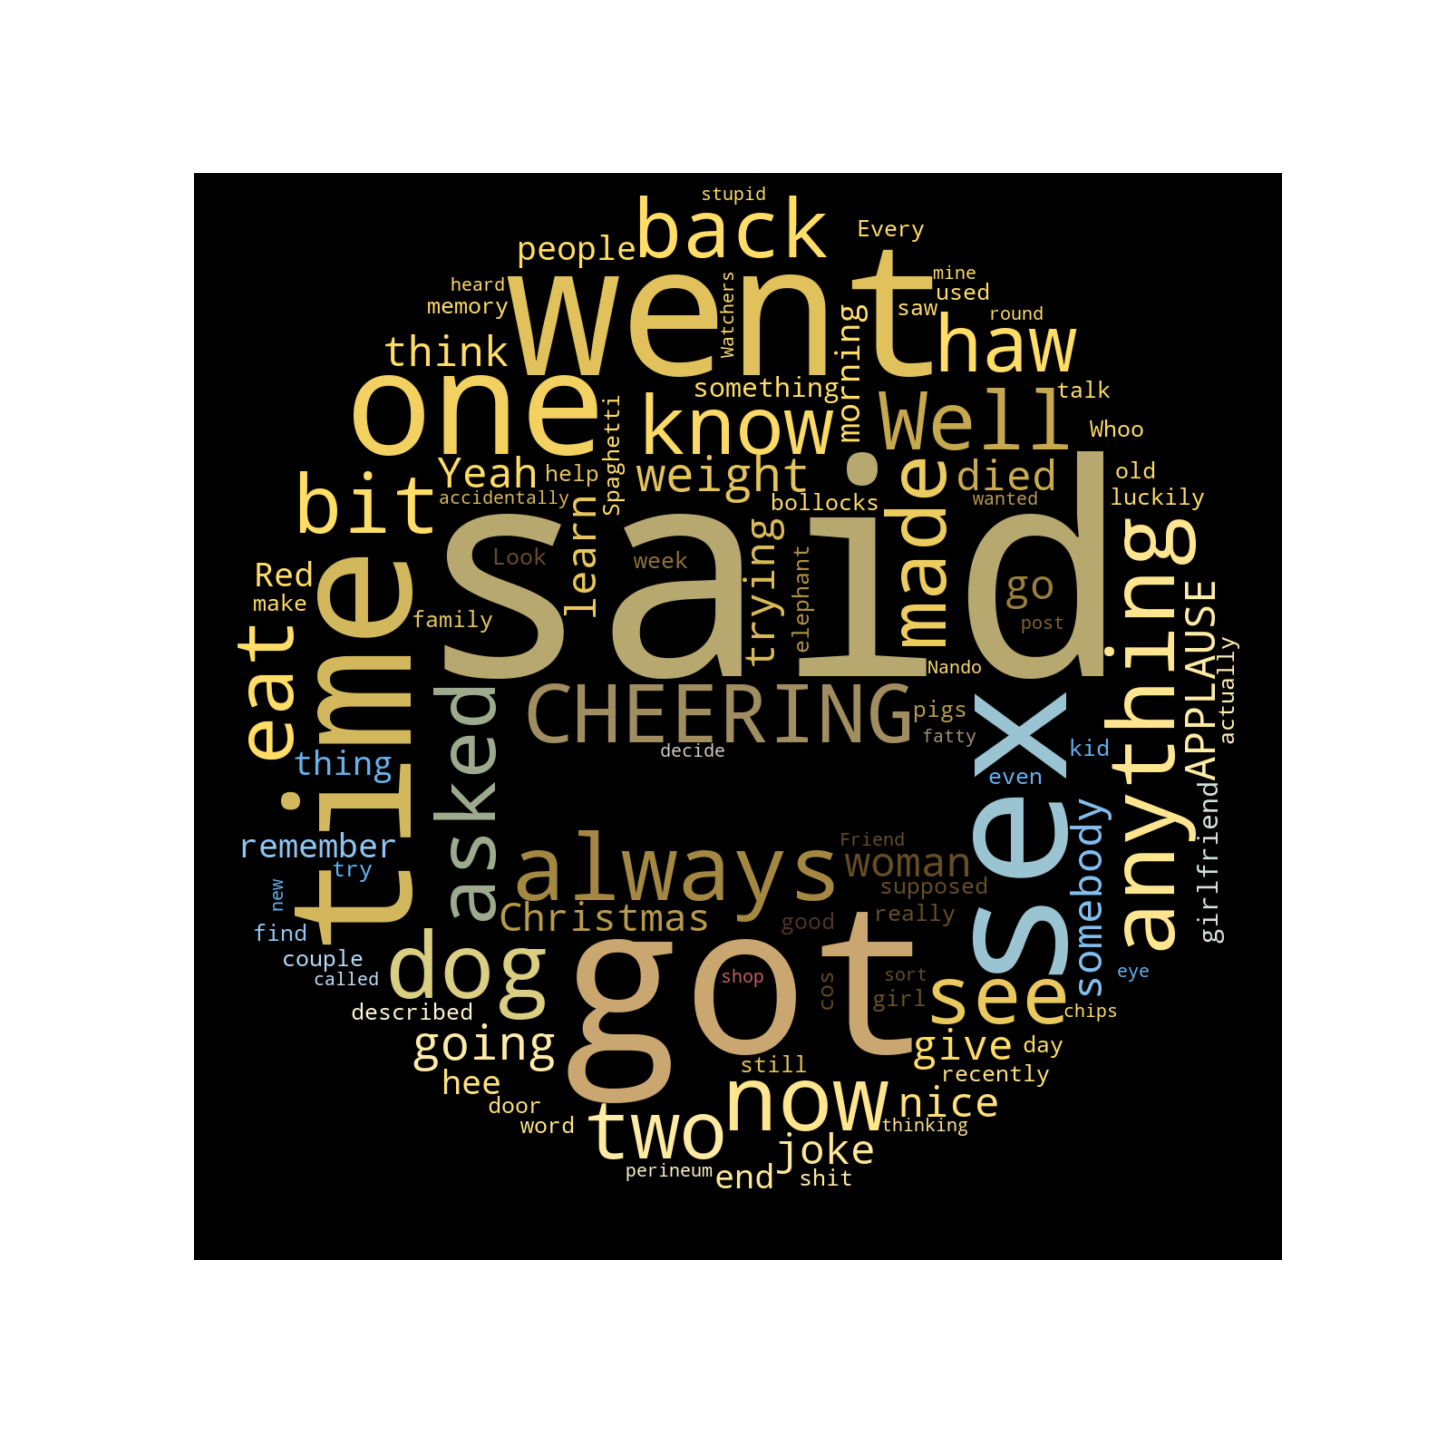 stupid
back
Every
people
went
mine
heard
Watchers
used
memory
saw
round
morning
haw
think
one
something
talk
know
Well
Spaghetti
Whoo
Yeah
help
weight
died
old
bit
accidentally
bollocks
wanted
luckily
said
made
learn
Look
week
trying
elephant
anything
Red
make
go
family
post
APPLAUSE
eat
time
Nando
actually
asked
CHEERING
pigs
sex
fatty
decide
kid
thing
even
somebody
girlfriend
remember
try
always
Friend
woman
supposed
new
Christmas
good
really
find
dog
got
couple
called
shop
cos
sort
girl
see
eye
described
chips
going
give
day
still
recently
hee
now
nice
door
word
two
thinking
joke
perineum
end
shit